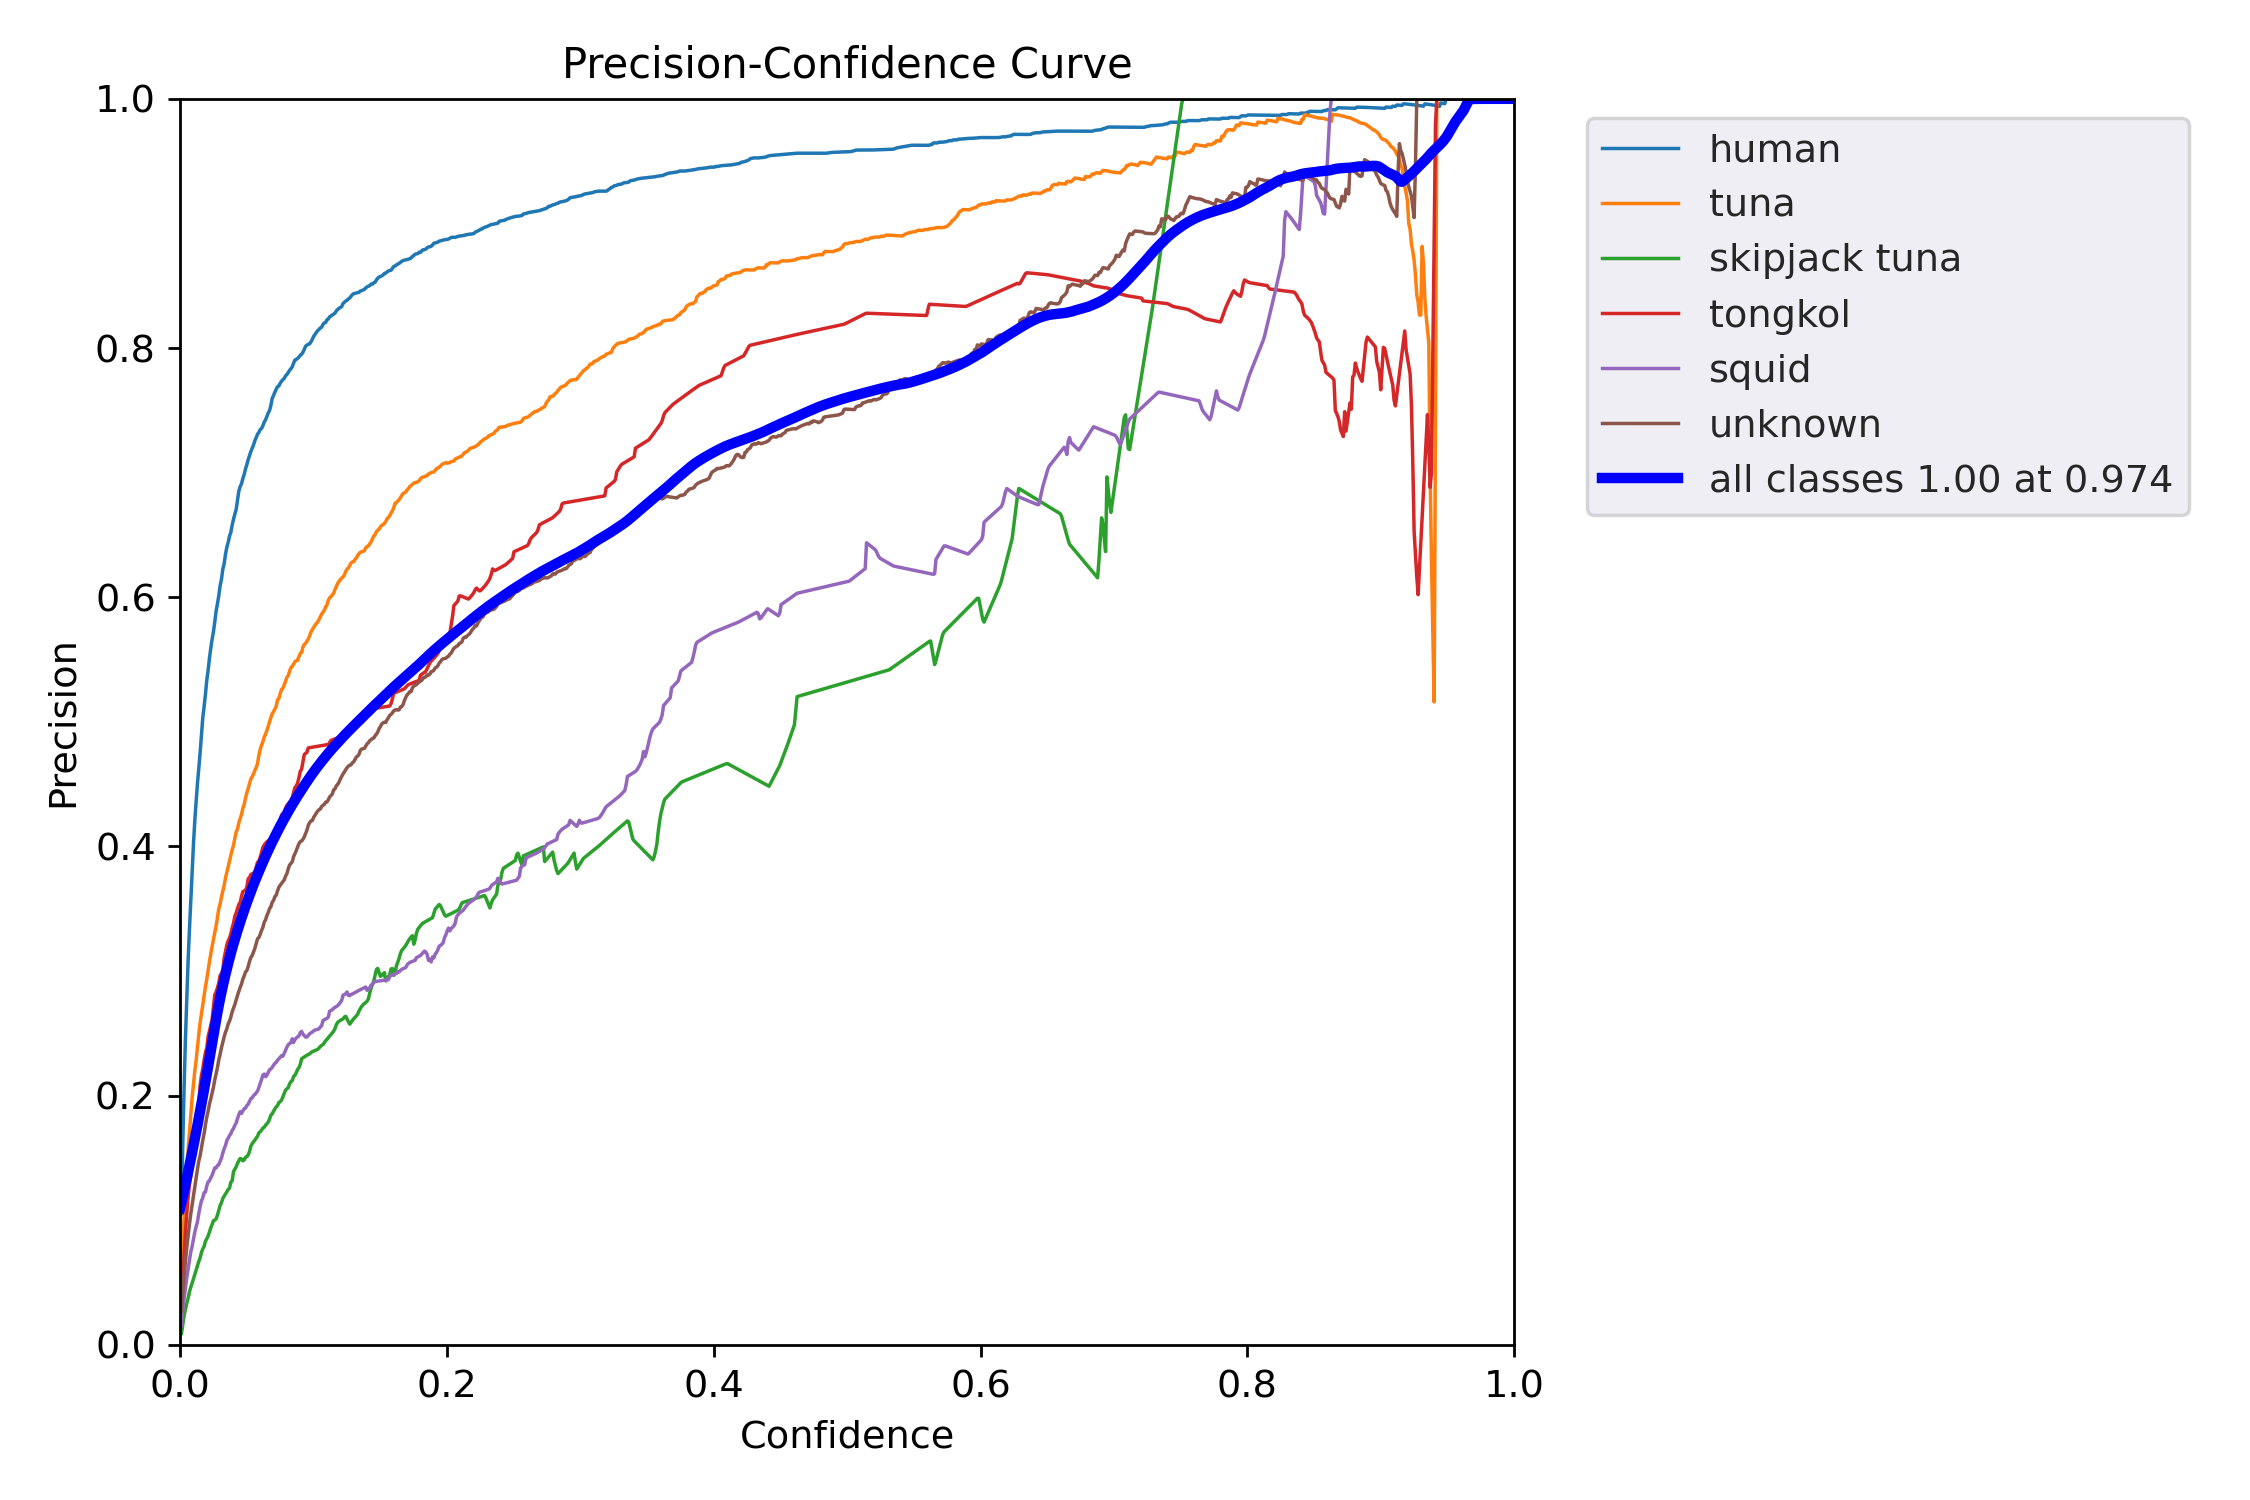 Precision-Confidence Curve
1.0
0.8
0.6
0.4
0.2
0.0
Precision
0.0 0.2 0.4 0.6 0.8 1.0
Confidence
human
tuna
skipjack tuna
tongkol
squid
unknown
all classes 1.00 at 0.974